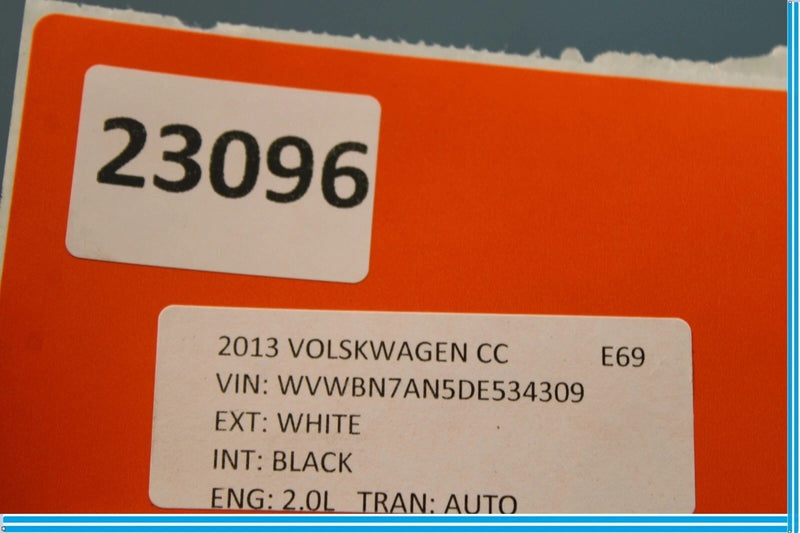 23096
2013 VOLSKWAGEN CC E69
VIN: WVWBN7AN5DE534309
EXT: WHITE
INT: BLACK
ENG: 2.0L TRAN: AUTO